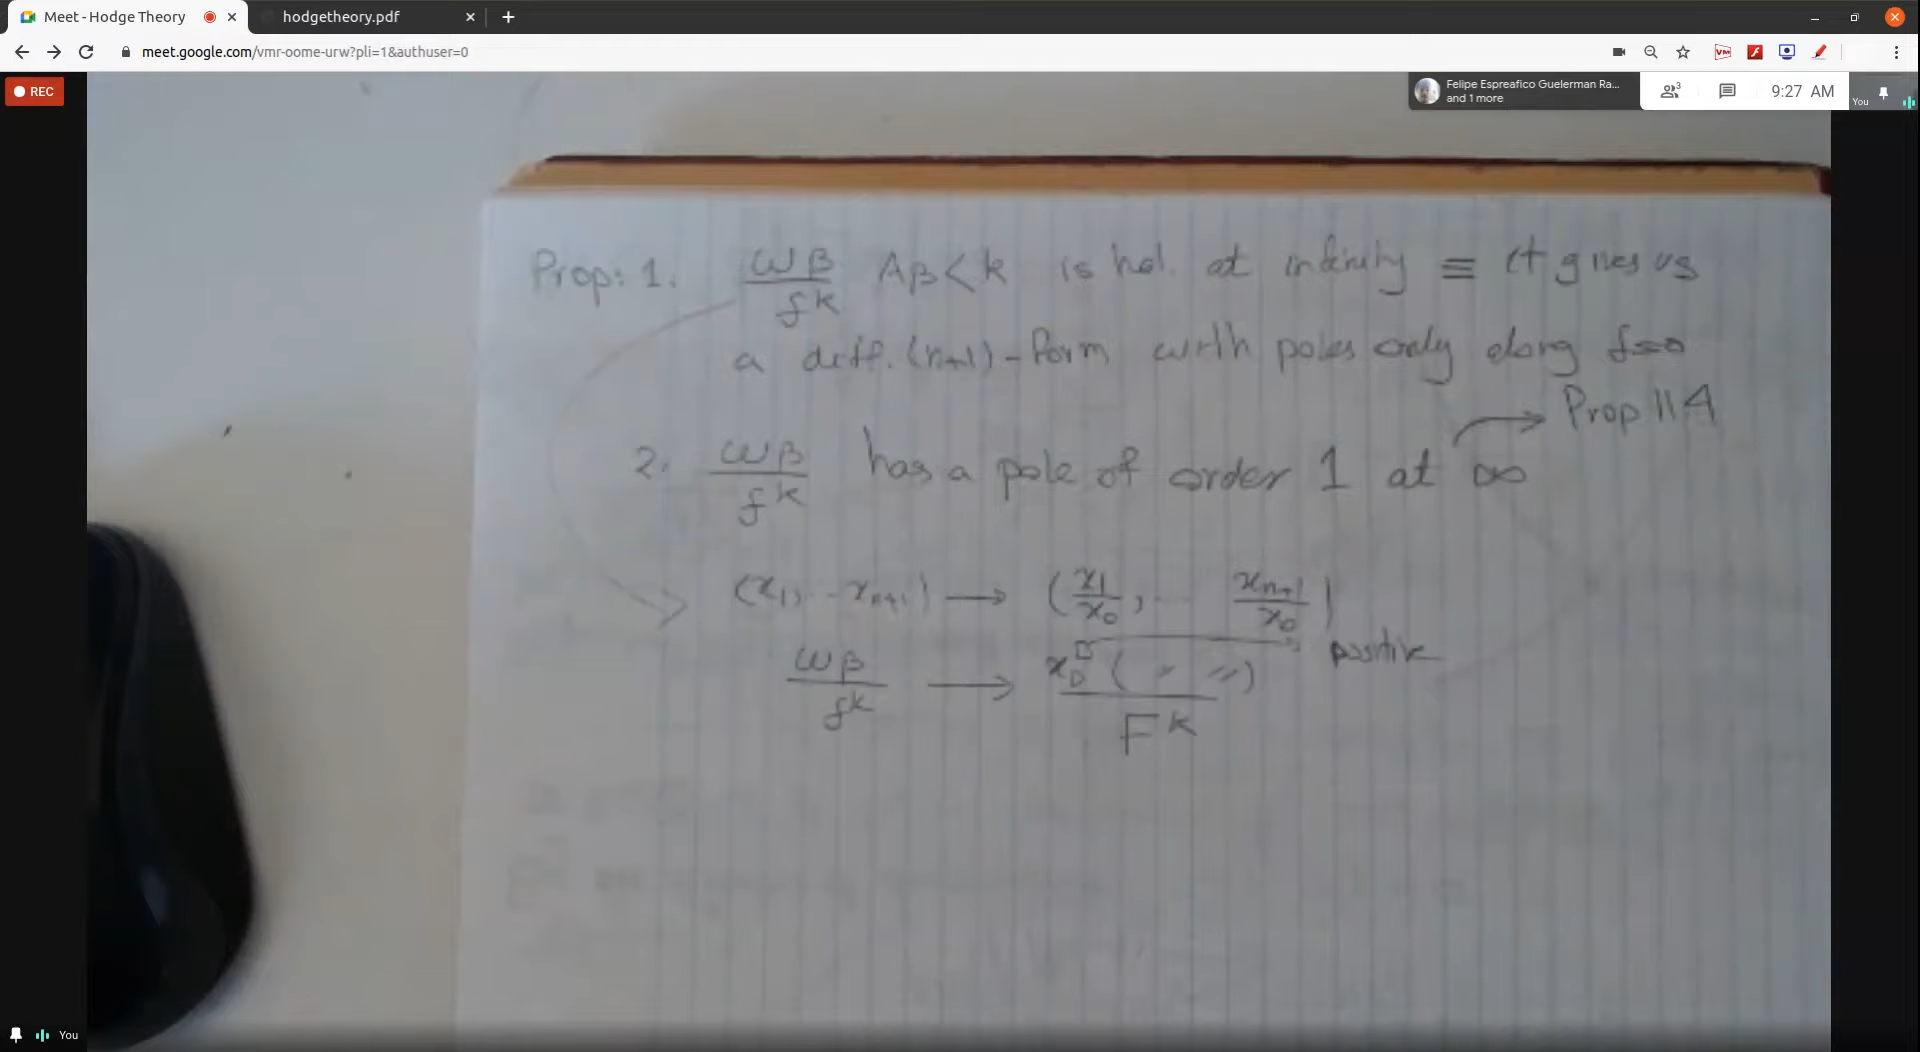 Meet - Hodge Theory
hodgetheory.pdf
meet.google.com/vmr-oome-urw?pli=1&authuser=0
REC
Felipe Espreafico Guelerman Ra...
and 1 more
3
9:27 AM
You
Prop: 1. ωβ/f^k Aβ<k is hol. at infinity ≡ it gives us
a diff. (n+1)-form with poles only along f=0
→ Prop 11.4
2. ωβ/f^k has a pole of order 1 at ∞
(x1, ... xn+1) → (x1/x0, ... xn+1/x0)
ωβ/f^k → x0^□ ( " " )/F^k positive
You